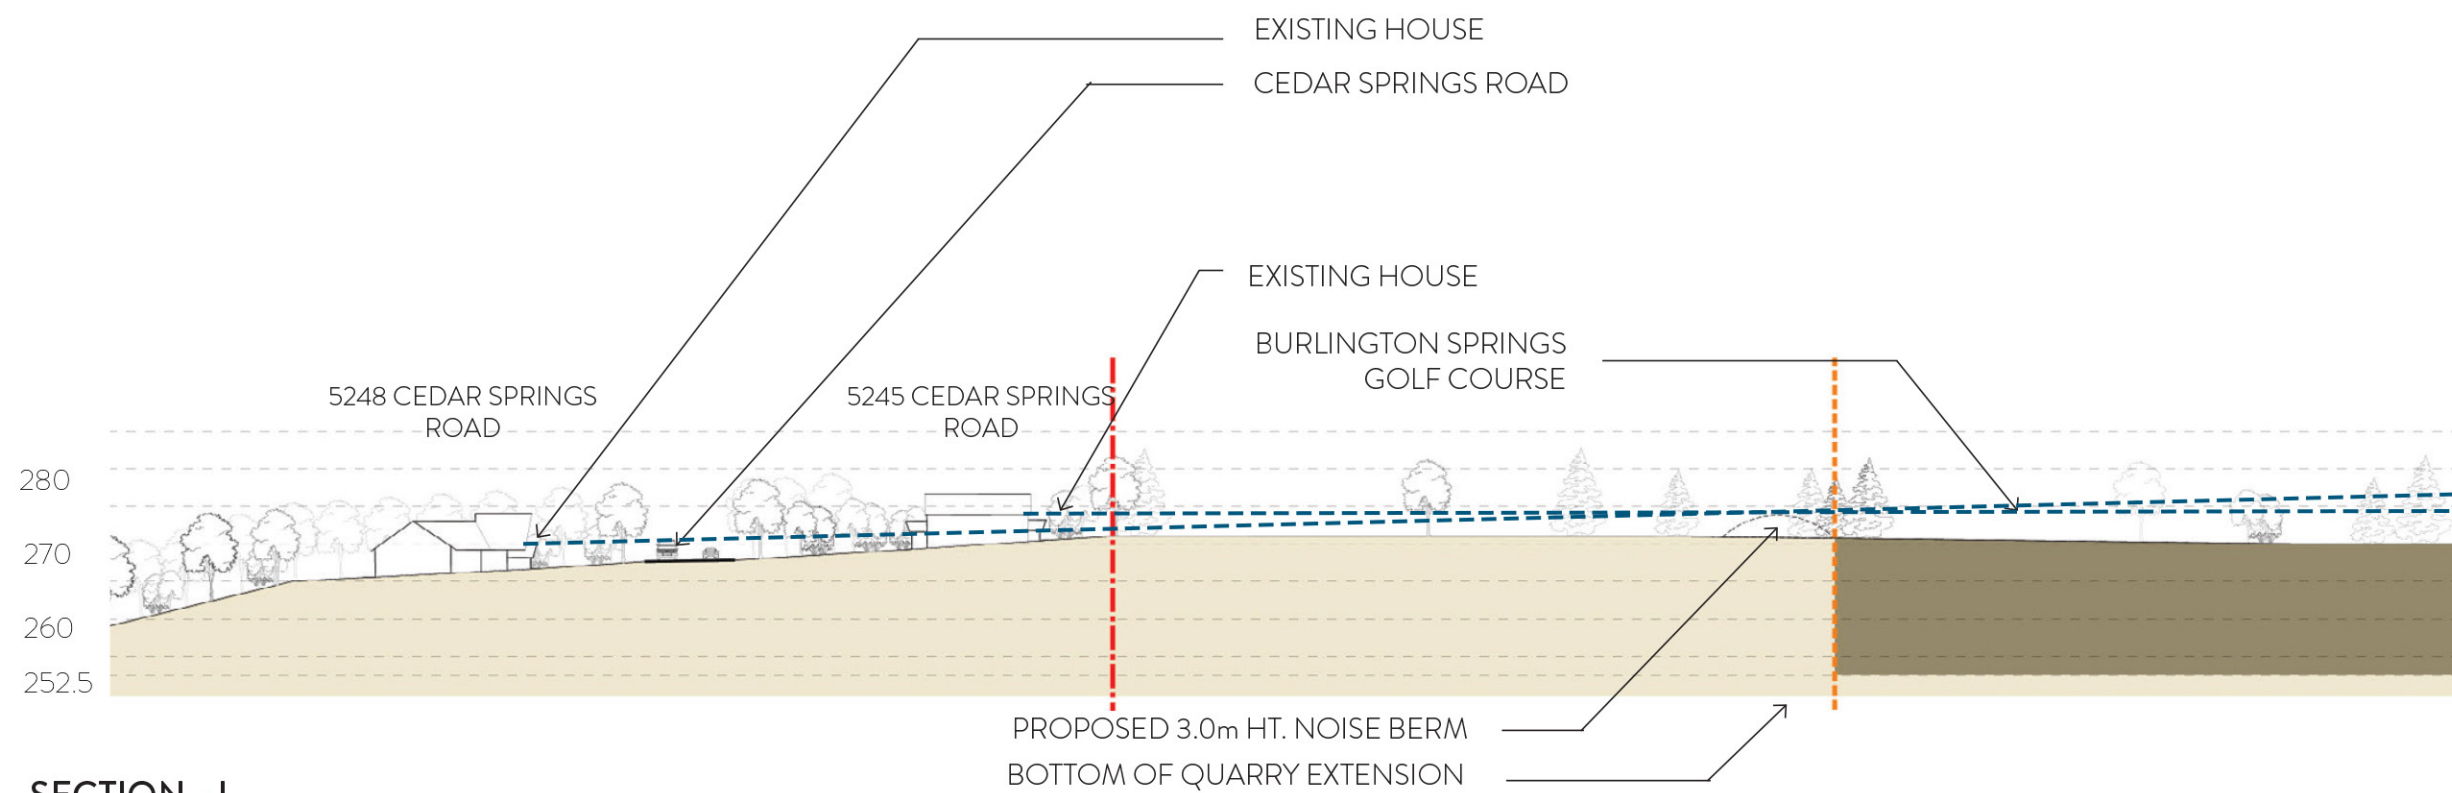 EXISTING HOUSE
CEDAR SPRINGS ROAD
EXISTING HOUSE
BURLINGTON SPRINGS
GOLF COURSE
5248 CEDAR SPRINGS
ROAD
5245 CEDAR SPRINGS
ROAD
280
270
260
252.5
PROPOSED 3.0m HT. NOISE BERM
BOTTOM OF QUARRY EXTENSION
SECTION